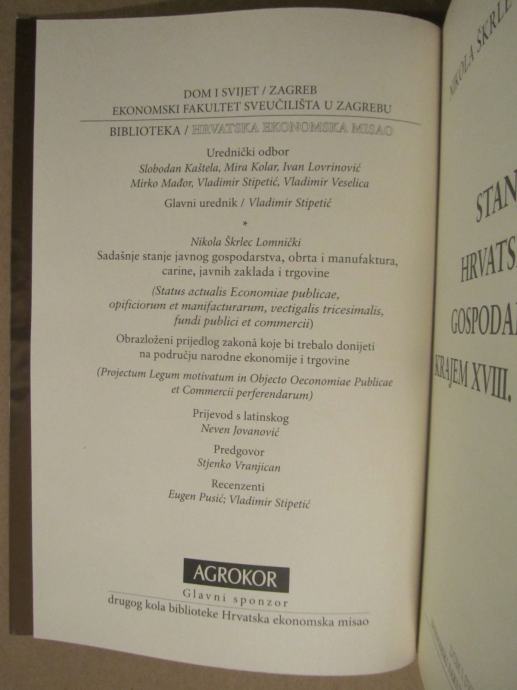 DOM I SVIJET / ZAGREB
EKONOMSKI FAKULTET SVEUČILIŠTA U ZAGREBU
BIBLIOTEKA / HRVATSKA EKONOMSKA MISAO
Urednički odbor
Slobodan Kaštela, Mira Kolar, Ivan Lovrinović
Mirko Mađor, Vladimir Stipetić, Vladimir Veselica
Glavni urednik / Vladimir Stipetić
*
Nikola Škrlec Lomnički
Sadašnje stanje javnog gospodarstva, obrta i manufaktura,
carine, javnih zaklada i trgovine
(Status actualis Economiae publicae,
opificiorum et manifacturarum, vectigalis tricesimalis,
fundi publici et commercii)
Obrazloženi prijedlog zakonâ koje bi trebalo donijeti
na području narodne ekonomije i trgovine
(Projectum Legum motivatum in Objecto Oeconomiae Publicae
et Commercii perferendarum)
Prijevod s latinskog
Neven Jovanović
Predgovor
Stjenko Vranjican
Recenzenti
Eugen Pusić; Vladimir Stipetić
AGROKOR
Glavni sponzor
drugog kola biblioteke Hrvatska ekonomska misao
NIKOLA ŠKRLE
STAN
HRVATS
GOSPODA
KRAJEM XVIII.